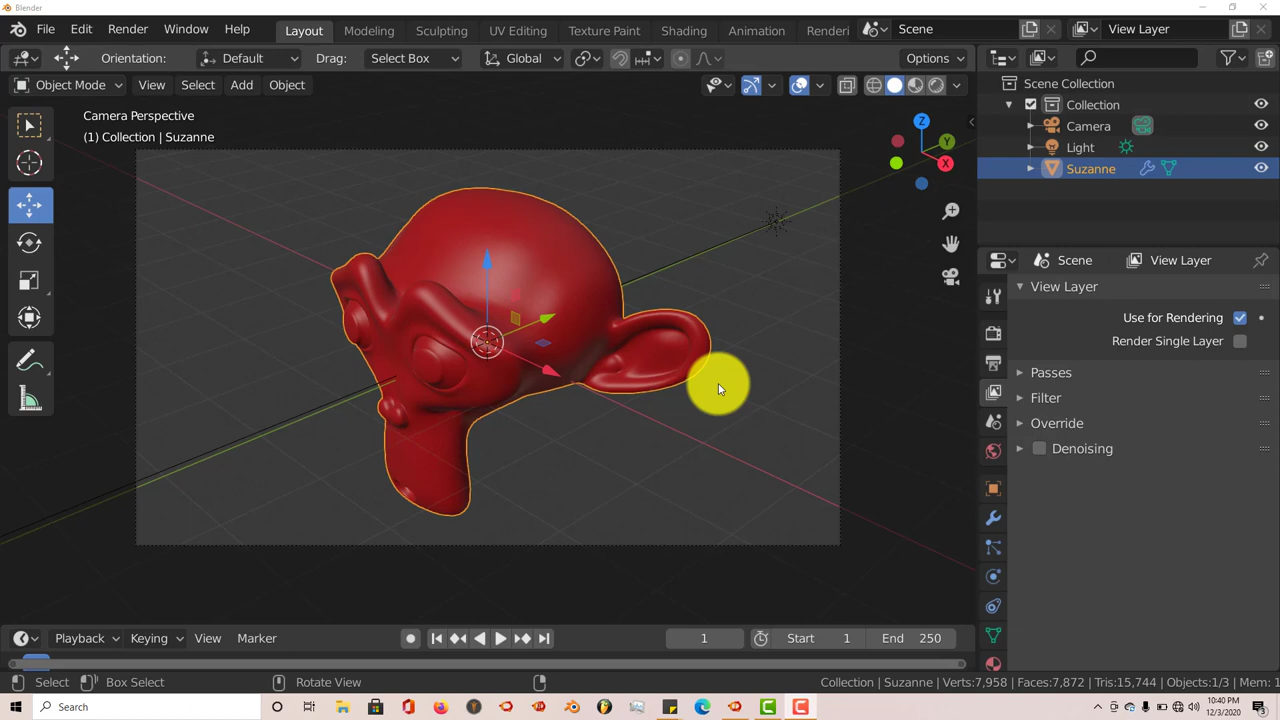 Blender
File Edit Render Window Help Layout Modeling Sculpting UV Editing Texture Paint Shading Animation Renderi Scene View Layer
Orientation: Default Drag: Select Box Global Options
Object Mode View Select Add Object
Camera Perspective
(1) Collection | Suzanne
Z
Y
X
Scene Collection
Collection
Camera
Light
Suzanne
Scene View Layer
View Layer
Use for Rendering
Render Single Layer
Passes
Filter
Override
Denoising
Playback Keying View Marker 1 Start 1 End 250
Select Box Select Rotate View Collection | Suzanne Verts:7,958 | Faces:7,872 | Tris:15,744 | Objects:1/3 | Mem: 1
Search
10:40 PM
12/3/2020